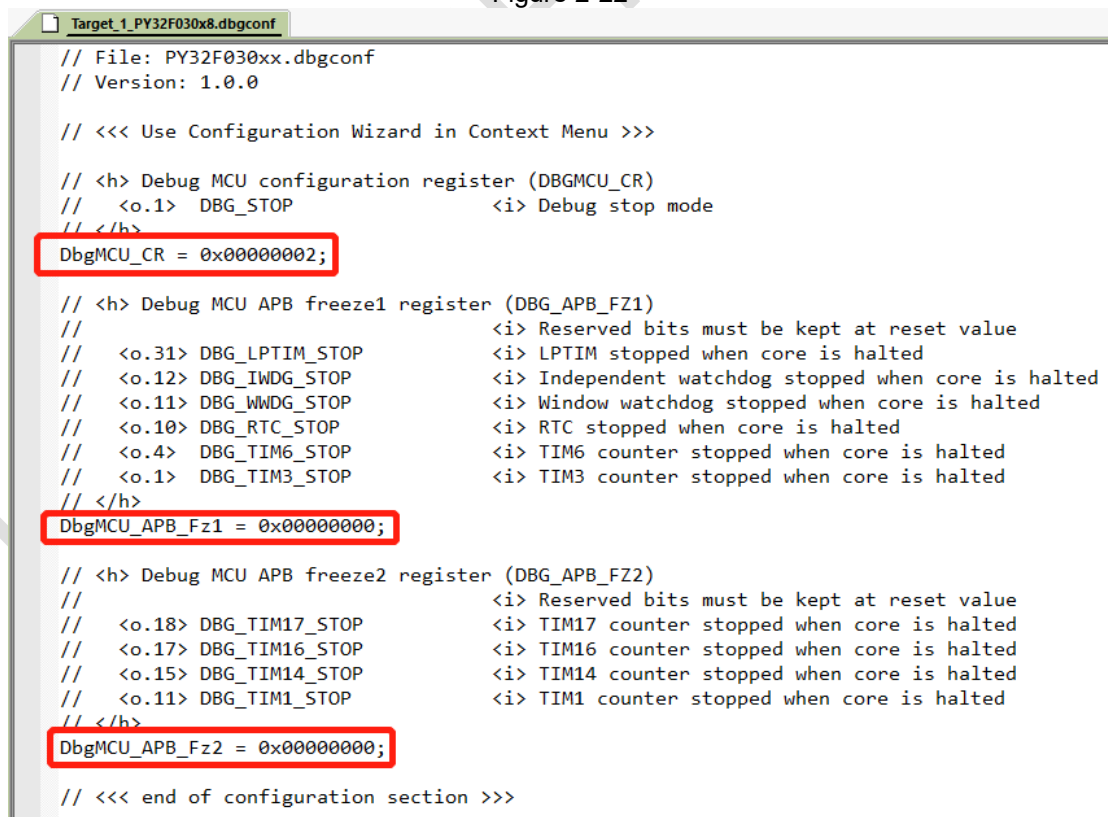 Figure 2-22
Target_1_PY32F030x8.dbgconf
// File: PY32F030xx.dbgconf
// Version: 1.0.0
// <<< Use Configuration Wizard in Context Menu >>>
// <h> Debug MCU configuration register (DBGMCU_CR)
//   <o.1>  DBG_STOP                 <i> Debug stop mode
// </h>
DbgMCU_CR = 0x00000002;
// <h> Debug MCU APB freeze1 register (DBG_APB_FZ1)
//                                   <i> Reserved bits must be kept at reset value
//   <o.31> DBG_LPTIM_STOP           <i> LPTIM stopped when core is halted
//   <o.12> DBG_IWDG_STOP            <i> Independent watchdog stopped when core is halted
//   <o.11> DBG_WWDG_STOP            <i> Window watchdog stopped when core is halted
//   <o.10> DBG_RTC_STOP             <i> RTC stopped when core is halted
//   <o.4>  DBG_TIM6_STOP            <i> TIM6 counter stopped when core is halted
//   <o.1>  DBG_TIM3_STOP            <i> TIM3 counter stopped when core is halted
// </h>
DbgMCU_APB_Fz1 = 0x00000000;
// <h> Debug MCU APB freeze2 register (DBG_APB_FZ2)
//                                   <i> Reserved bits must be kept at reset value
//   <o.18> DBG_TIM17_STOP           <i> TIM17 counter stopped when core is halted
//   <o.17> DBG_TIM16_STOP           <i> TIM16 counter stopped when core is halted
//   <o.15> DBG_TIM14_STOP           <i> TIM14 counter stopped when core is halted
//   <o.11> DBG_TIM1_STOP            <i> TIM1 counter stopped when core is halted
// </h>
DbgMCU_APB_Fz2 = 0x00000000;
// <<< end of configuration section >>>